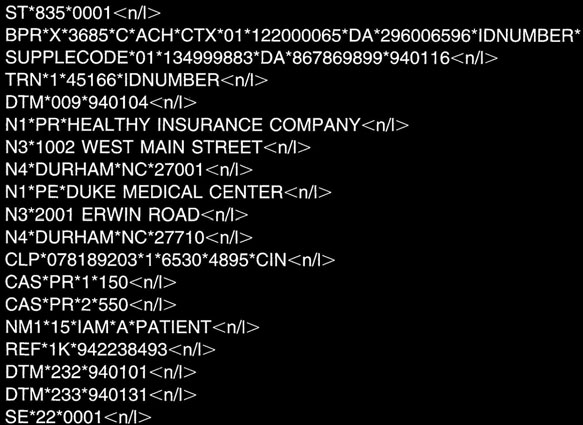 ST*835*0001<n/l>
BPR*X*3685*C*ACH*CTX*01*122000065*DA*296006596*IDNUMBER*
SUPPLECODE*01*134999883*DA*867869899*940116<n/l>
TRN*1*45166*IDNUMBER<n/l>
DTM*009*940104<n/l>
N1*PR*HEALTHY INSURANCE COMPANY<n/l>
N3*1002 WEST MAIN STREET<n/l>
N4*DURHAM*NC*27001<n/l>
N1*PE*DUKE MEDICAL CENTER<n/l>
N3*2001 ERWIN ROAD<n/l>
N4*DURHAM*NC*27710<n/l>
CLP*078189203*1*6530*4895*CIN<n/l>
CAS*PR*1*150<n/l>
CAS*PR*2*550<n/l>
NM1*15*IAM*A*PATIENT<n/l>
REF*1K*942238493<n/l>
DTM*232*940101<n/l>
DTM*233*940131<n/l>
SE*22*0001<n/l>